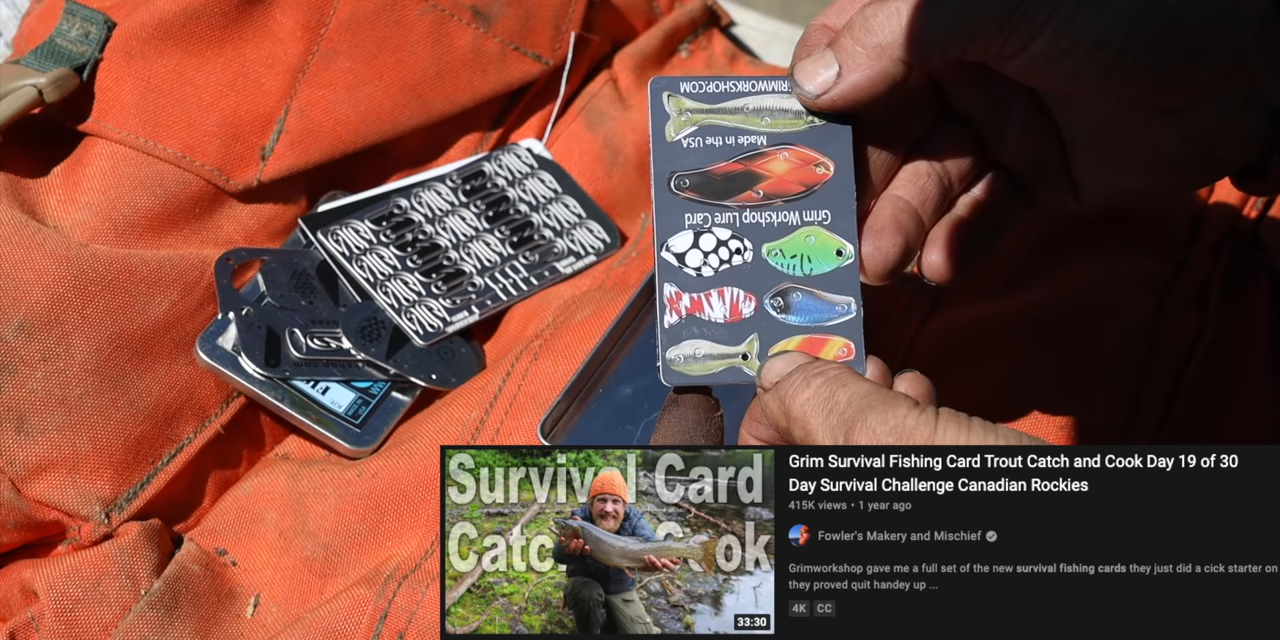 GRIMWORKSHOP.COM
Made in the USA
Grim Workshop Lure Card
Survival Card
Catc ok
33:30
Grim Survival Fishing Card Trout Catch and Cook Day 19 of 30
Day Survival Challenge Canadian Rockies
415K views • 1 year ago
Fowler's Makery and Mischief
Grimworkshop gave me a full set of the new survival fishing cards they just did a cick starter on
they proved quit handey up ...
4K CC